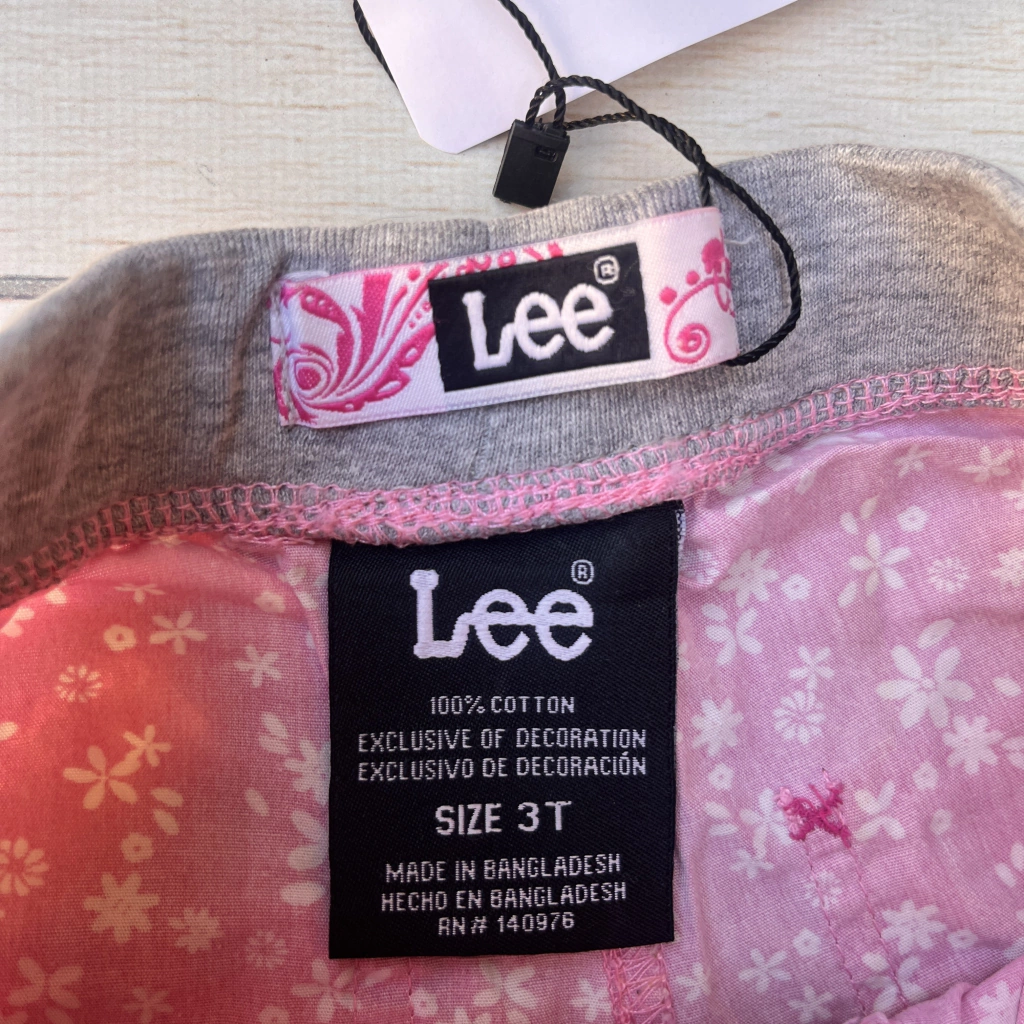 Lee®
Lee®
100% COTTON
EXCLUSIVE OF DECORATION
EXCLUSIVO DE DECORACIÓN
SIZE 3T
MADE IN BANGLADESH
HECHO EN BANGLADESH
RN# 140976